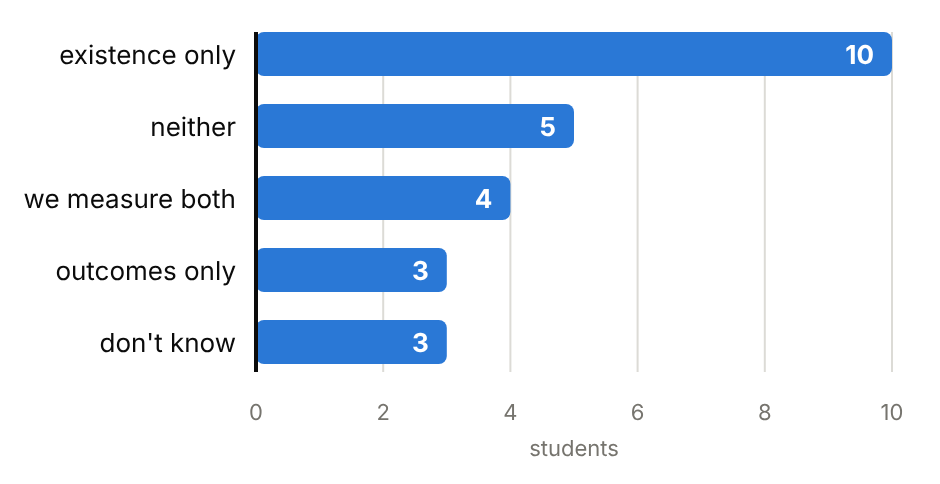 existence only
10
neither
5
we measure both
4
outcomes only
3
don't know
3
0 2 4 6 8 10
students